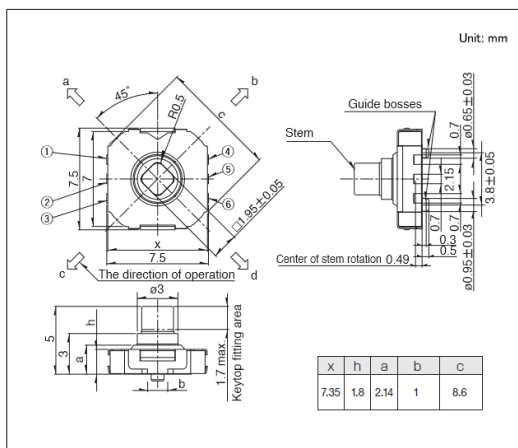 Unit: mm
a
45°
b
R0.5
c
Guide bosses
ø0.65±0.03
0.7
Stem
①
②
③
④
⑤
⑥
7.5
7
2.15
3.8±0.05
□1.95±0.05
x
7.5
0.7
0.7
0.3
0.5
ø0.95±0.03
Center of stem rotation 0.49
c
The direction of operation
d
ø3
h
5
3
a
b
1.7 max.
Keytop fitting area
x h a b c
7.35 1.8 2.14 1 8.6